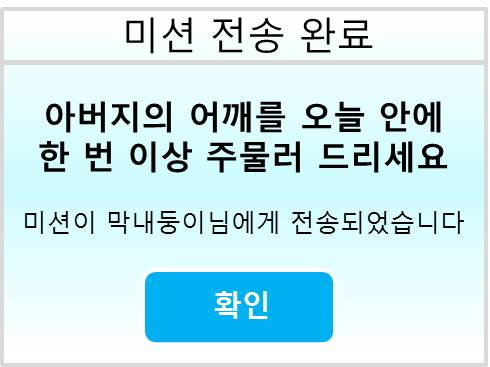 미션 전송 완료
아버지의 어깨를 오늘 안에
한 번 이상 주물러 드리세요
미션이 막내둥이님에게 전송되었습니다
확인